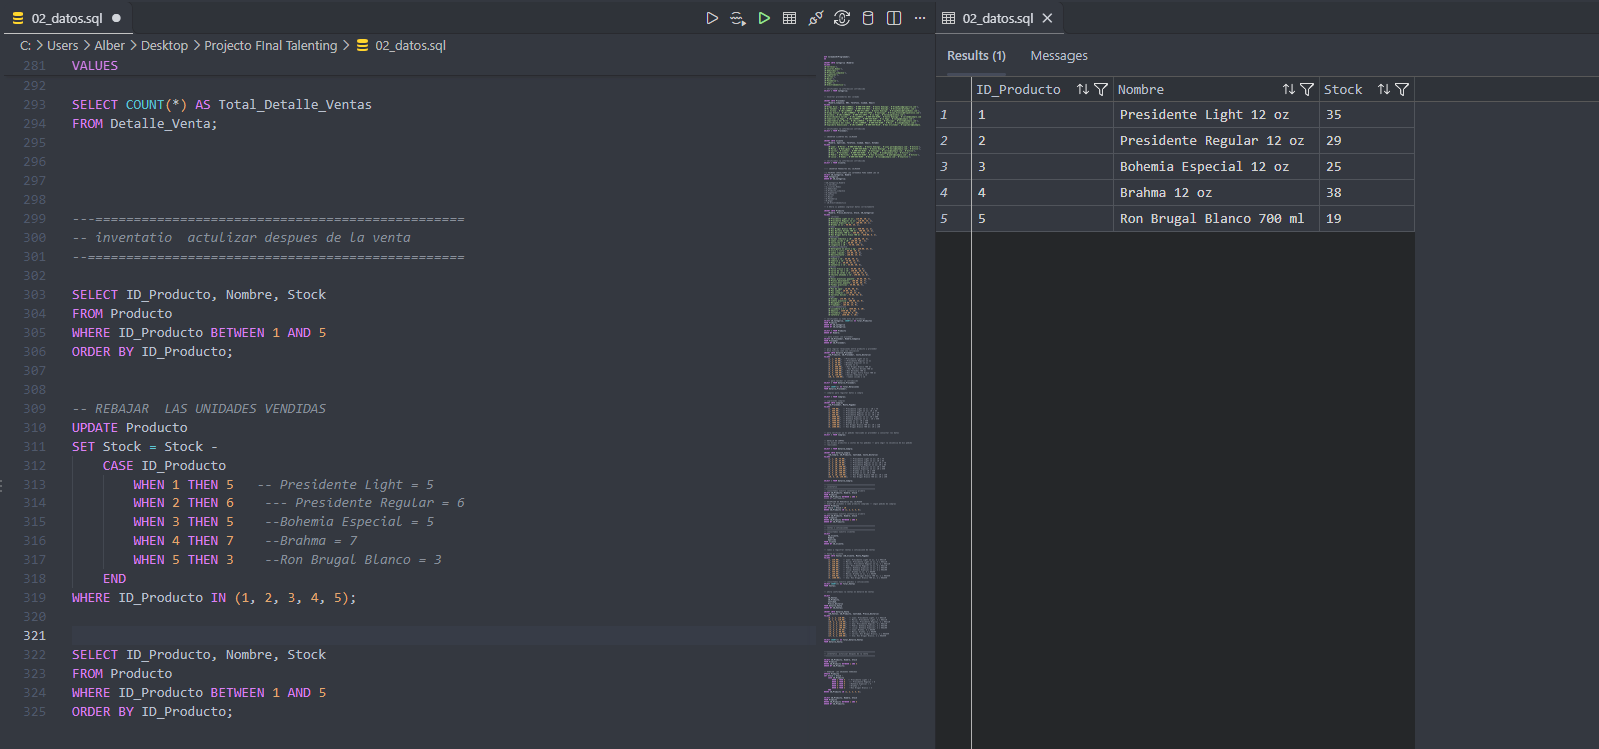 02_datos.sql
C: > Users > Alber > Desktop > Projecto FInal Talenting > 02_datos.sql
281 VALUES
292
293 SELECT COUNT(*) AS Total_Detalle_Ventas
294 FROM Detalle_Venta;
295
296
297
298
299 ---================================================
300 -- inventatio  actulizar despues de la venta
301 --=================================================
302
303 SELECT ID_Producto, Nombre, Stock
304 FROM Producto
305 WHERE ID_Producto BETWEEN 1 AND 5
306 ORDER BY ID_Producto;
307
308
309 -- REBAJAR  LAS UNIDADES VENDIDAS
310 UPDATE Producto
311 SET Stock = Stock -
312 CASE ID_Producto
313 WHEN 1 THEN 5   -- Presidente Light = 5
314 WHEN 2 THEN 6    --- Presidente Regular = 6
315 WHEN 3 THEN 5    --Bohemia Especial = 5
316 WHEN 4 THEN 7    --Brahma = 7
317 WHEN 5 THEN 3    --Ron Brugal Blanco = 3
318 END
319 WHERE ID_Producto IN (1, 2, 3, 4, 5);
320
321
322 SELECT ID_Producto, Nombre, Stock
323 FROM Producto
324 WHERE ID_Producto BETWEEN 1 AND 5
325 ORDER BY ID_Producto;
02_datos.sql
Results (1) Messages
ID_Producto Nombre Stock
1 1 Presidente Light 12 oz 35
2 2 Presidente Regular 12 oz 29
3 3 Bohemia Especial 12 oz 25
4 4 Brahma 12 oz 38
5 5 Ron Brugal Blanco 700 ml 19